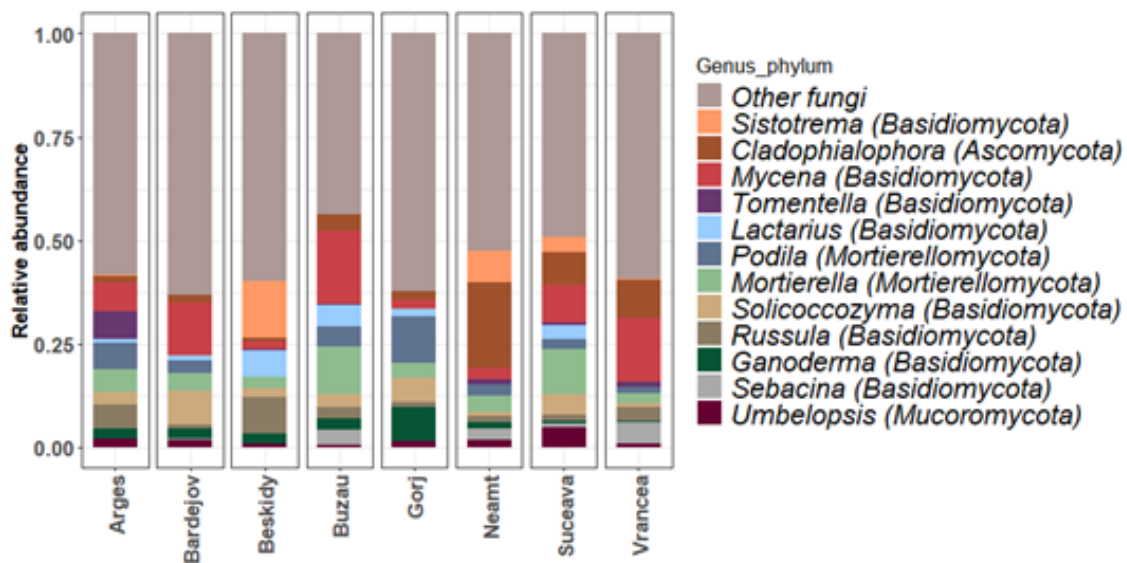 Relative abundance
1.00
0.75
0.50
0.25
0.00
Arges
Bardejov
Beskidy
Buzau
Gorj
Neamt
Suceava
Vrancea
Genus_phylum
Other fungi
Sistotrema (Basidiomycota)
Cladophialophora (Ascomycota)
Mycena (Basidiomycota)
Tomentella (Basidiomycota)
Lactarius (Basidiomycota)
Podila (Mortierellomycota)
Mortierella (Mortierellomycota)
Solicoccozyma (Basidiomycota)
Russula (Basidiomycota)
Ganoderma (Basidiomycota)
Sebacina (Basidiomycota)
Umbelopsis (Mucoromycota)